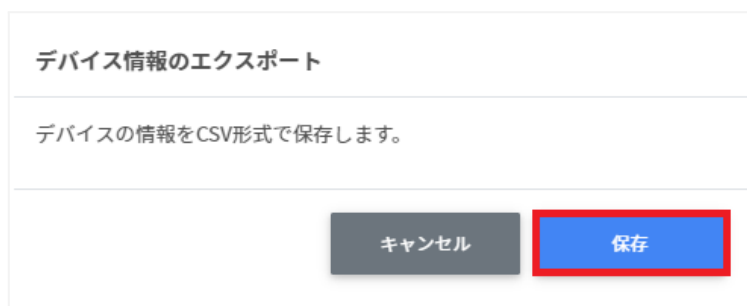 デバイス情報のエクスポート
デバイスの情報をCSV形式で保存します。
キャンセル 保存